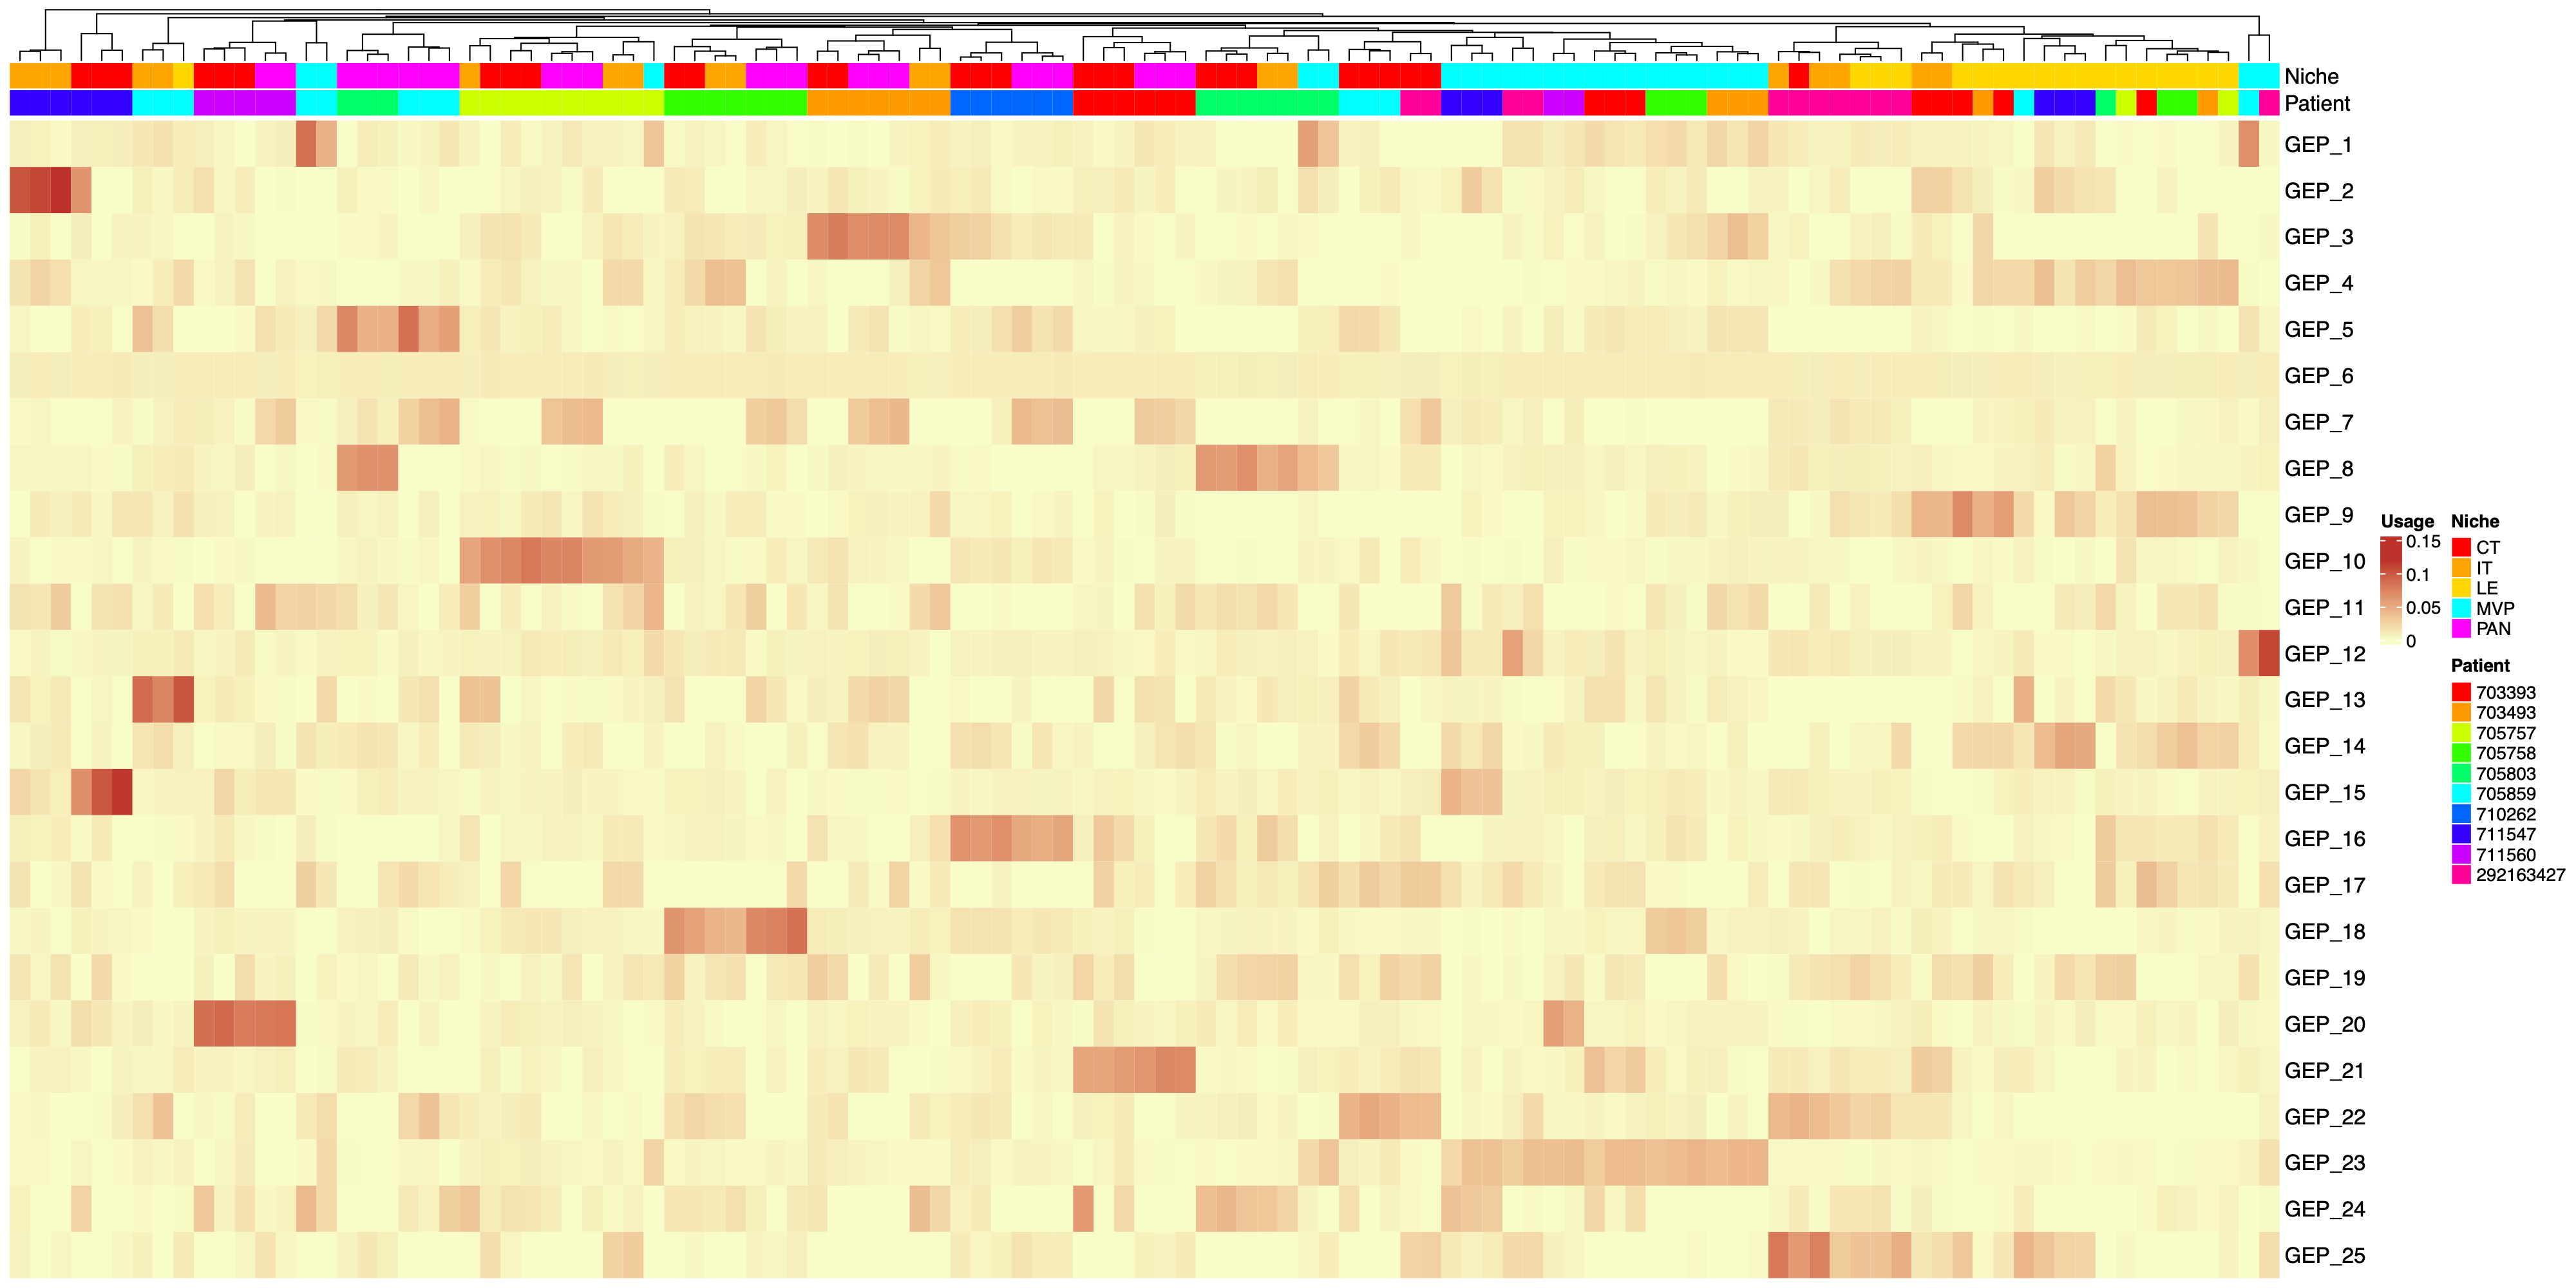 Niche
Patient
GEP_1
GEP_2
GEP_3
GEP_4
GEP_5
GEP_6
GEP_7
GEP_8
GEP_9
GEP_10
GEP_11
GEP_12
GEP_13
GEP_14
GEP_15
GEP_16
GEP_17
GEP_18
GEP_19
GEP_20
GEP_21
GEP_22
GEP_23
GEP_24
GEP_25
Usage
0.15
0.1
0.05
0
Niche
CT
IT
LE
MVP
PAN
Patient
703393
703493
705757
705758
705803
705859
710262
711547
711560
292163427